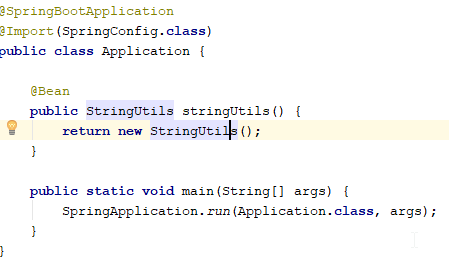 @SpringBootApplication
@Import(SpringConfig.class)
public class Application {
@Bean
public StringUtils stringUtils() {
return new StringUtils();
}
public static void main(String[] args) {
SpringApplication.run(Application.class, args);
}
}